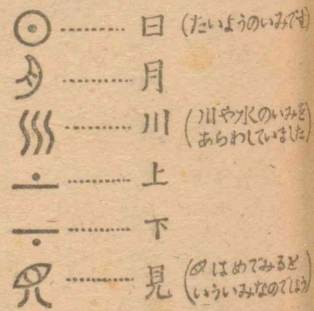 日 (たいようのいみです)
月
川 (川や水のいみをあらわしていました)
上
下
見 (はめでみるといういみなのでしょう)